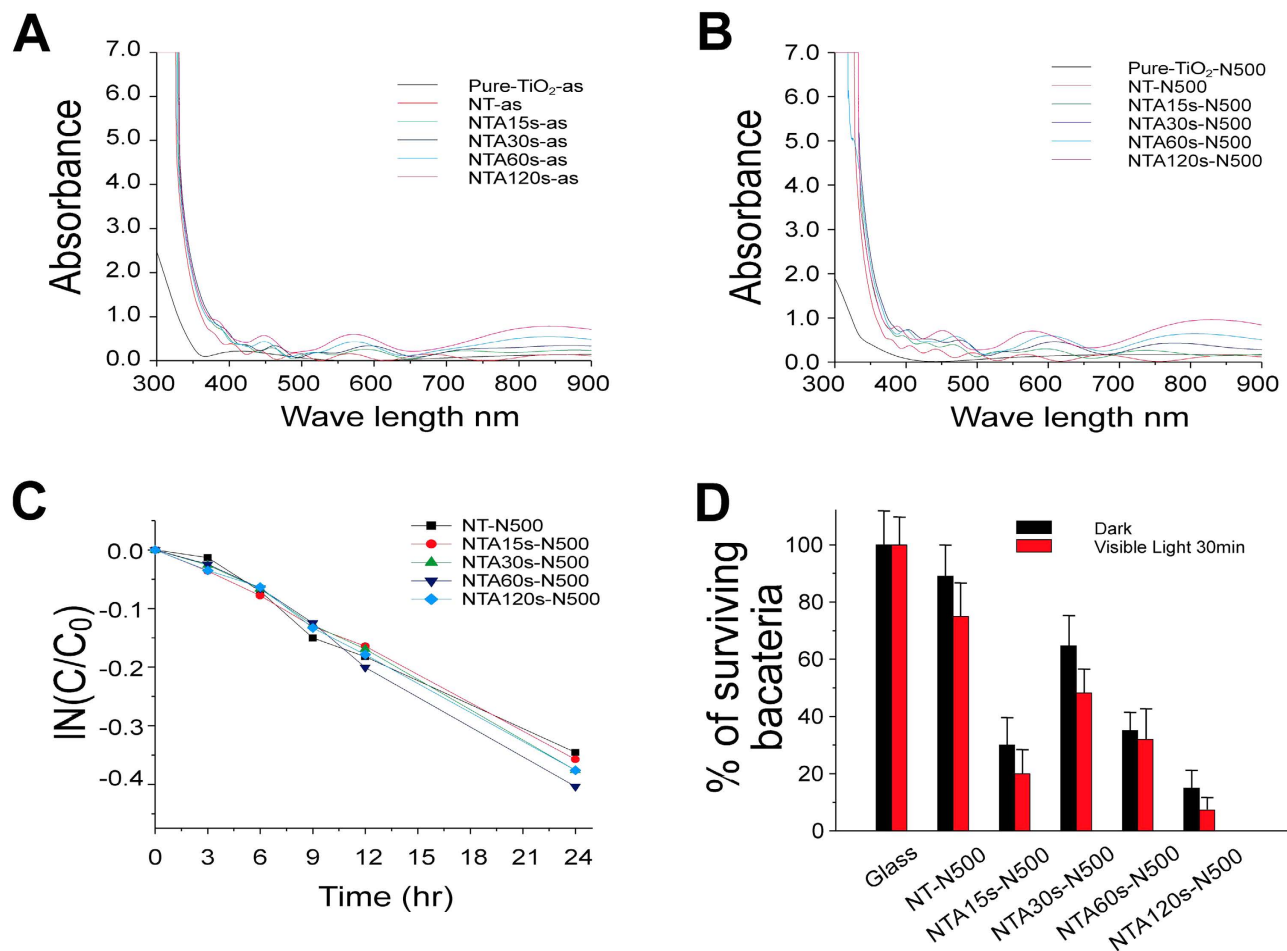 A
Absorbance
7.0
6.0
5.0
4.0
3.0
2.0
1.0
0.0
300 400 500 600 700 800 900
Wave length nm
Pure-TiO₂-as
NT-as
NTA15s-as
NTA30s-as
NTA60s-as
NTA120s-as
B
Absorbance
7.0
6.0
5.0
4.0
3.0
2.0
1.0
0.0
300 400 500 600 700 800 900
Wave length nm
Pure-TiO₂-N500
NT-N500
NTA15s-N500
NTA30s-N500
NTA60s-N500
NTA120s-N500
C
IN(C/C₀)
0.0
-0.1
-0.2
-0.3
-0.4
0 3 6 9 12 15 18 21 24
Time (hr)
NT-N500
NTA15s-N500
NTA30s-N500
NTA60s-N500
NTA120s-N500
D
% of surviving
bacateria
100
80
60
40
20
0
Dark
Visible Light 30min
Glass
NT-N500
NTA15s-N500
NTA30s-N500
NTA60s-N500
NTA120s-N500